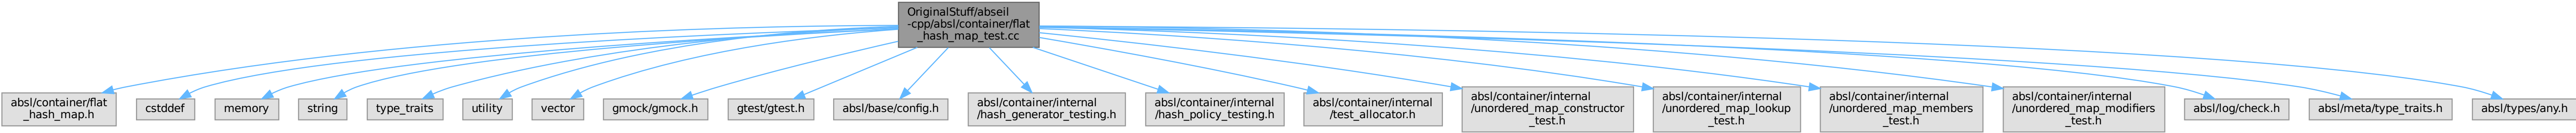 OriginalStuff/abseil
-cpp/absl/container/flat
_hash_map_test.cc
absl/container/flat
_hash_map.h
cstddef
memory
string
type_traits
utility
vector
gmock/gmock.h
gtest/gtest.h
absl/base/config.h
absl/container/internal
/hash_generator_testing.h
absl/container/internal
/hash_policy_testing.h
absl/container/internal
/test_allocator.h
absl/container/internal
/unordered_map_constructor
_test.h
absl/container/internal
/unordered_map_lookup
_test.h
absl/container/internal
/unordered_map_members
_test.h
absl/container/internal
/unordered_map_modifiers
_test.h
absl/log/check.h
absl/meta/type_traits.h
absl/types/any.h